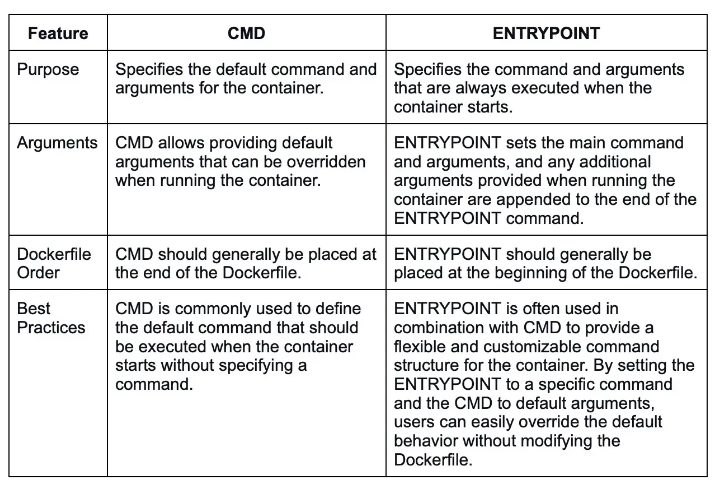 Feature CMD ENTRYPOINT
Purpose
Specifies the default command and
arguments for the container.
Specifies the command and arguments
that are always executed when the
container starts.
Arguments
CMD allows providing default
arguments that can be overridden
when running the container.
ENTRYPOINT sets the main command
and arguments, and any additional
arguments provided when running the
container are appended to the end of the
ENTRYPOINT command.
Dockerfile
Order
CMD should generally be placed at
the end of the Dockerfile.
ENTRYPOINT should generally be
placed at the beginning of the Dockerfile.
Best
Practices
CMD is commonly used to define
the default command that should
be executed when the container
starts without specifying a
command.
ENTRYPOINT is often used in
combination with CMD to provide a
flexible and customizable command
structure for the container. By setting the
ENTRYPOINT to a specific command
and the CMD to default arguments,
users can easily override the default
behavior without modifying the
Dockerfile.